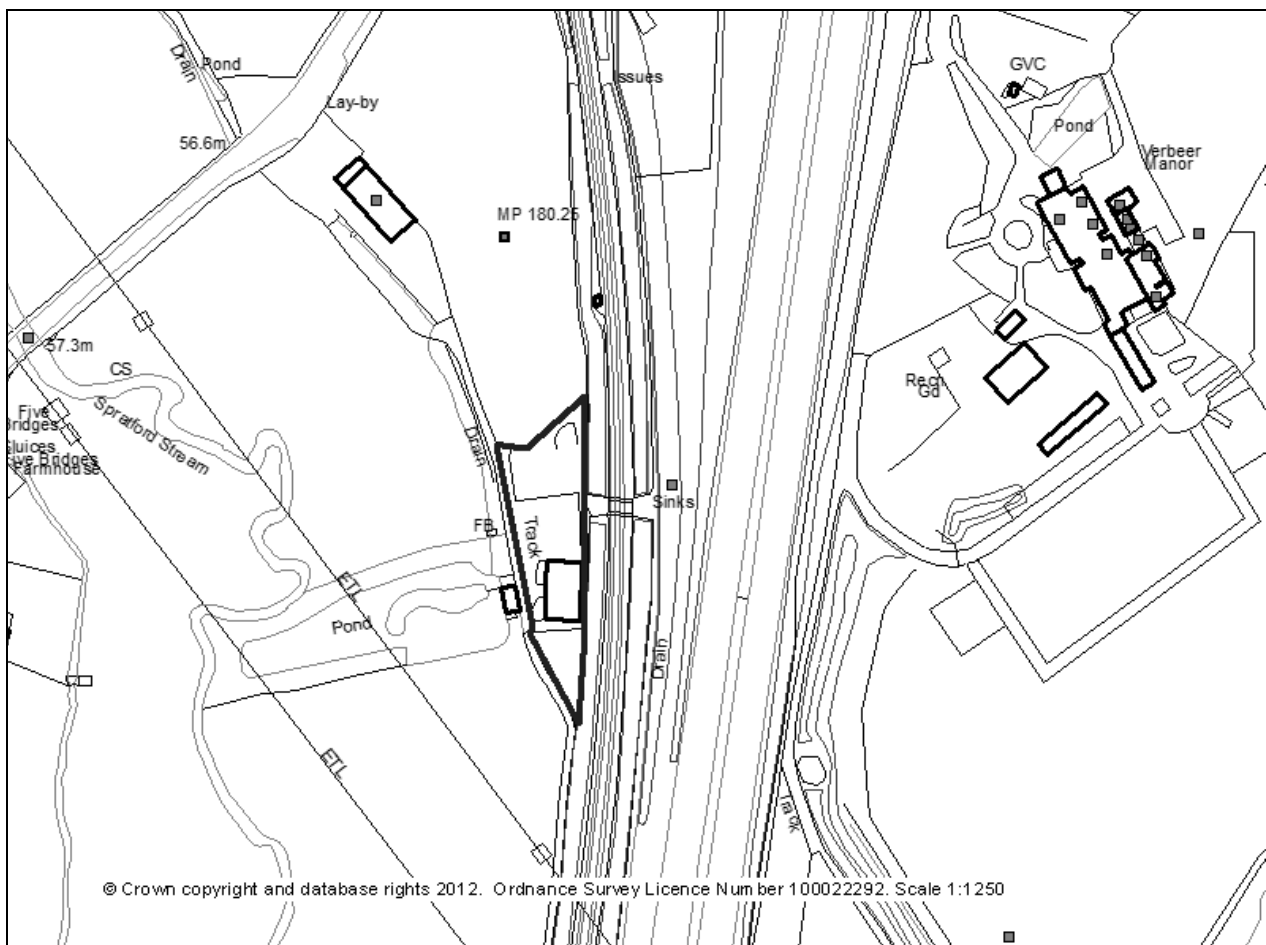 Drain
Pond
Issues
GVC
Lay-by
Pond
56.6m
Verbeer
Manor
MP 180.25
57.3m
CS
Spratford Stream
Five
Bridges
Sluices
Five Bridges
Farmhouse
Recn
Gd
Drain
Sinks
FB
Track
ETL
Pond
Drain
ETL
Track
© Crown copyright and database rights 2012. Ordnance Survey Licence Number 100022292. Scale 1:1250